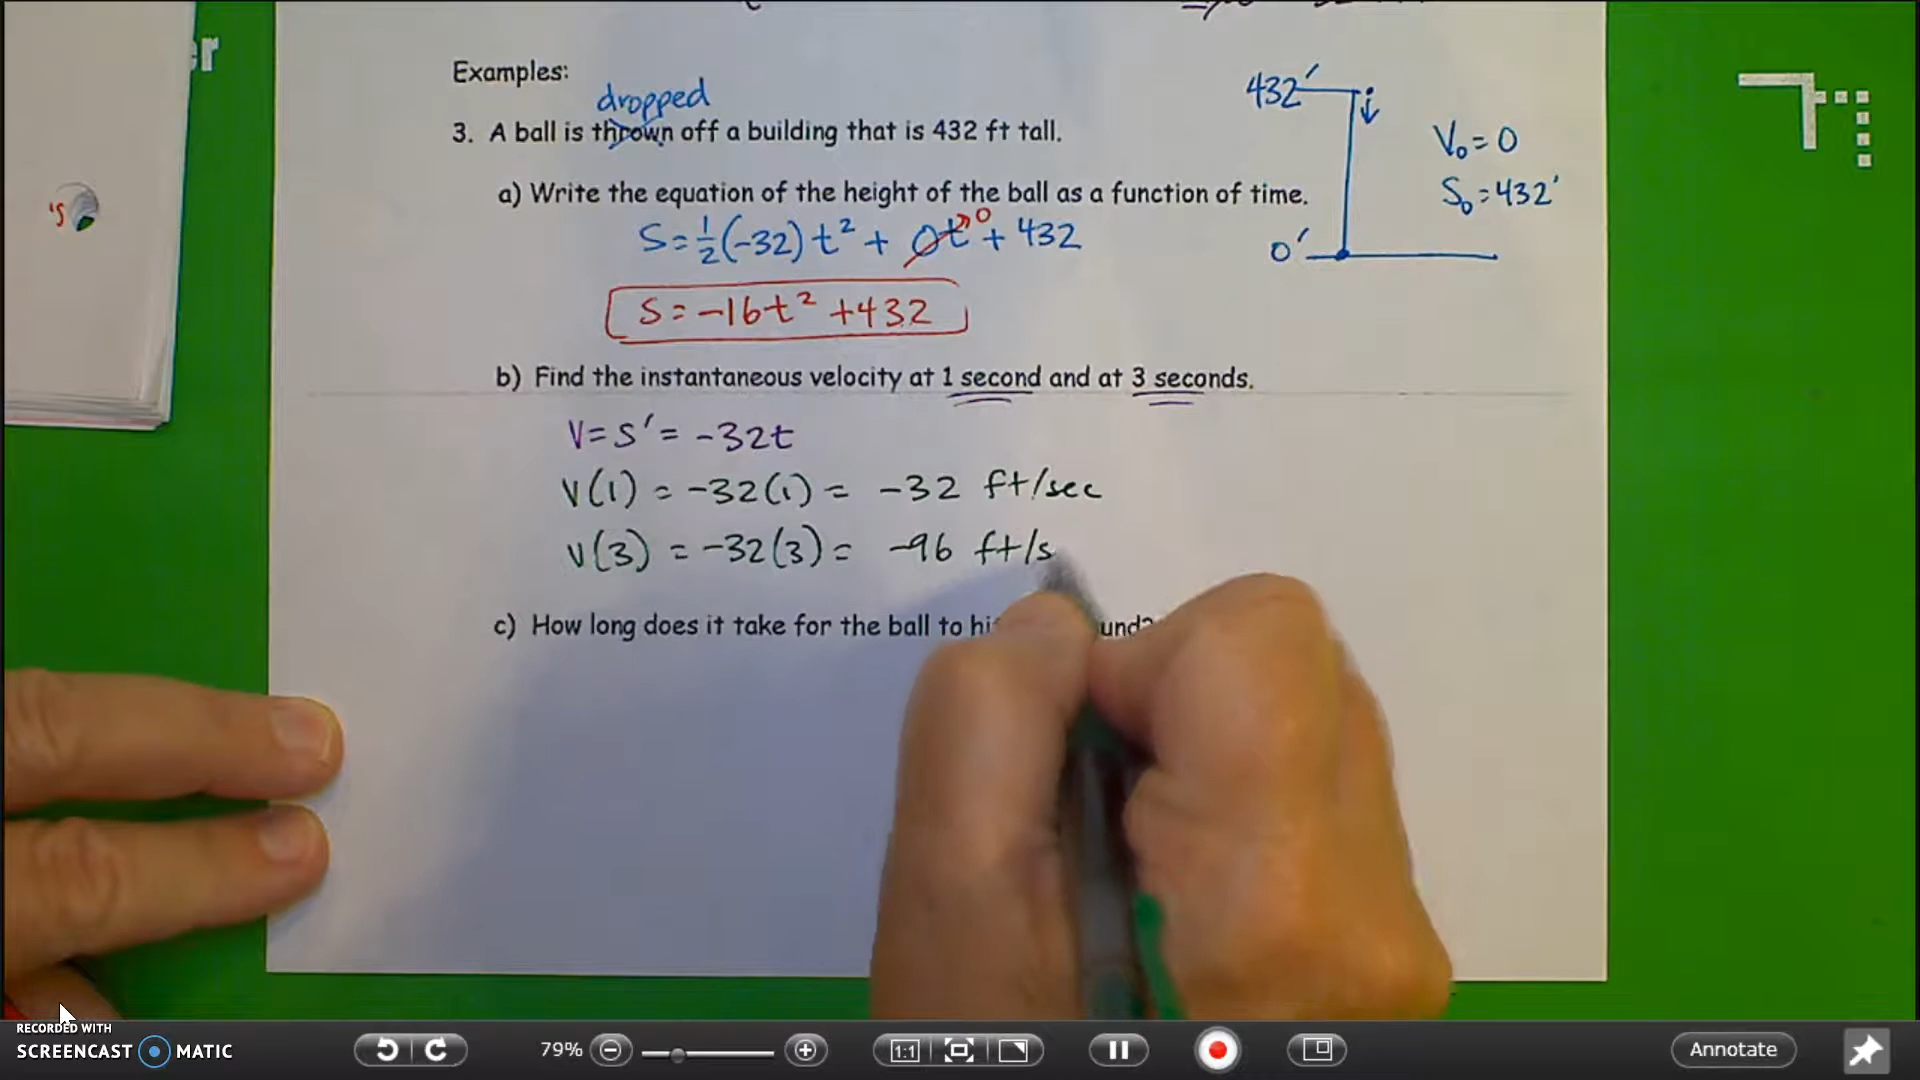 er
Examples:
dropped
432'
3. A ball is thrown off a building that is 432 ft tall.
V₀ = 0
S₀ = 432'
's
a) Write the equation of the height of the ball as a function of time.
S = 1/2 (-32) t² + 0t → 0 + 432
0'
S = -16t² + 432
b) Find the instantaneous velocity at 1 second and at 3 seconds.
V = S' = -32t
V(1) = -32(1) = -32 ft/sec
V(3) = -32(3) = -96 ft/s
c) How long does it take for the ball to hi und?
RECORDED WITH
SCREENCAST MATIC
79%
1:1
Annotate